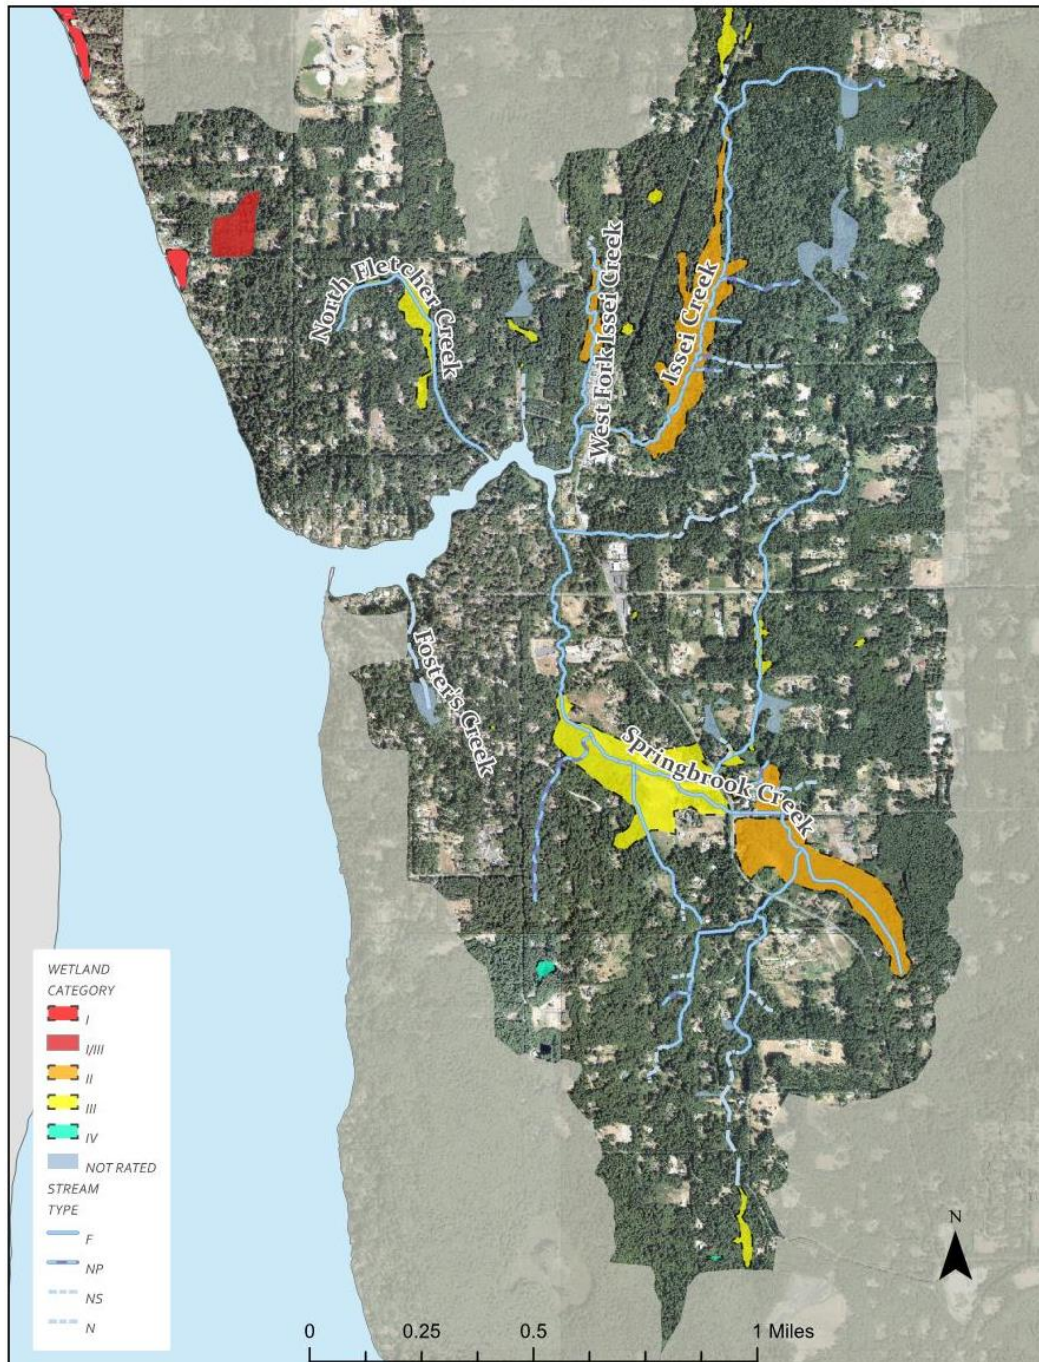 North Fletcher Creek
West Fork Issei Creek
Issei Creek
Foster's Creek
Springbrook Creek
WETLAND
CATEGORY
I
I/III
II
III
IV
NOT RATED
STREAM
TYPE
F
NP
NS
N
N
0 0.25 0.5 1 Miles